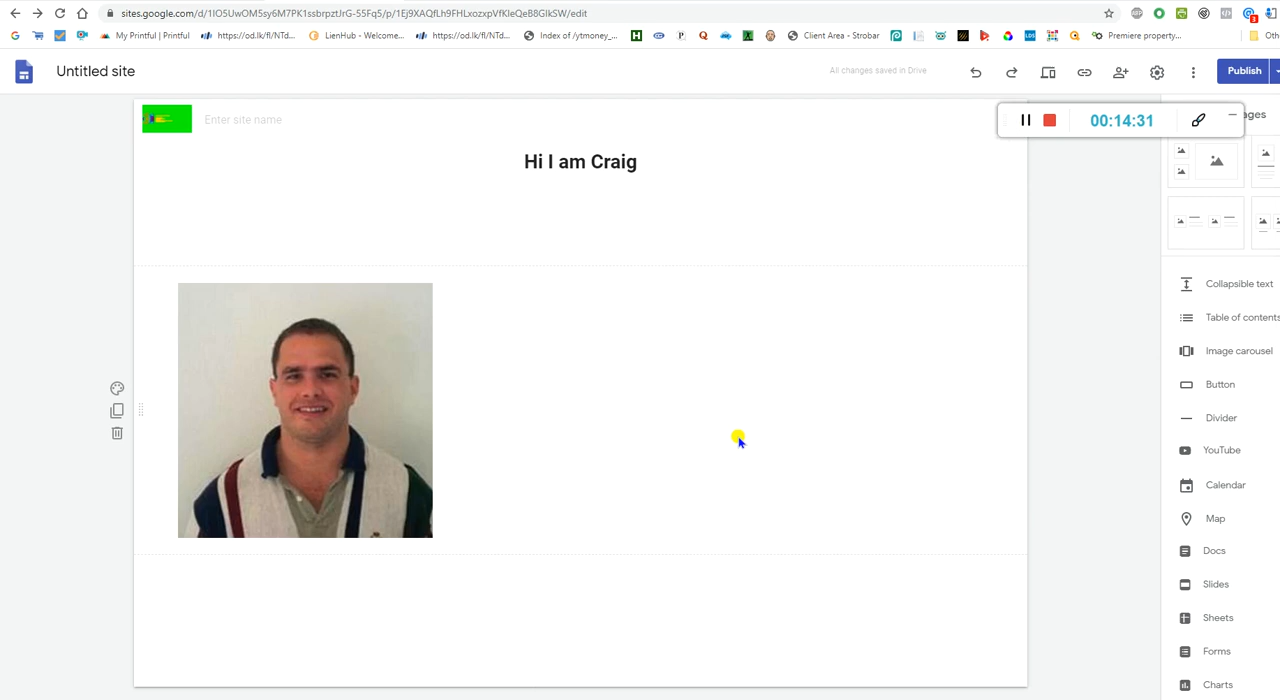 sites.google.com/d/1IO5UwOM5sy6M7PK1ssbrpztJrG-55Fq5/p/1Ej9XAQfLh9FHLxozxpVfKleQeB8GIkSW/edit
My Printful | Printful
https://od.lk/fl/NTd...
LienHub - Welcome...
https://od.lk/fl/NTd...
Index of /ytmoney_...
Client Area - Strobar
Premiere property...
Oth
Untitled site
All changes saved in Drive
Publish
Enter site name
00:14:31
ages
Hi I am Craig
Collapsible text
Table of contents
Image carousel
Button
Divider
YouTube
Calendar
Map
Docs
Slides
Sheets
Forms
Charts